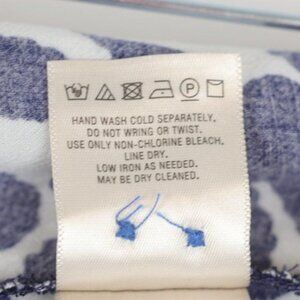 P
HAND WASH COLD SEPARATELY.
DO NOT WRING OR TWIST.
USE ONLY NON-CHLORINE BLEACH.
LINE DRY.
LOW IRON AS NEEDED.
MAY BE DRY CLEANED.